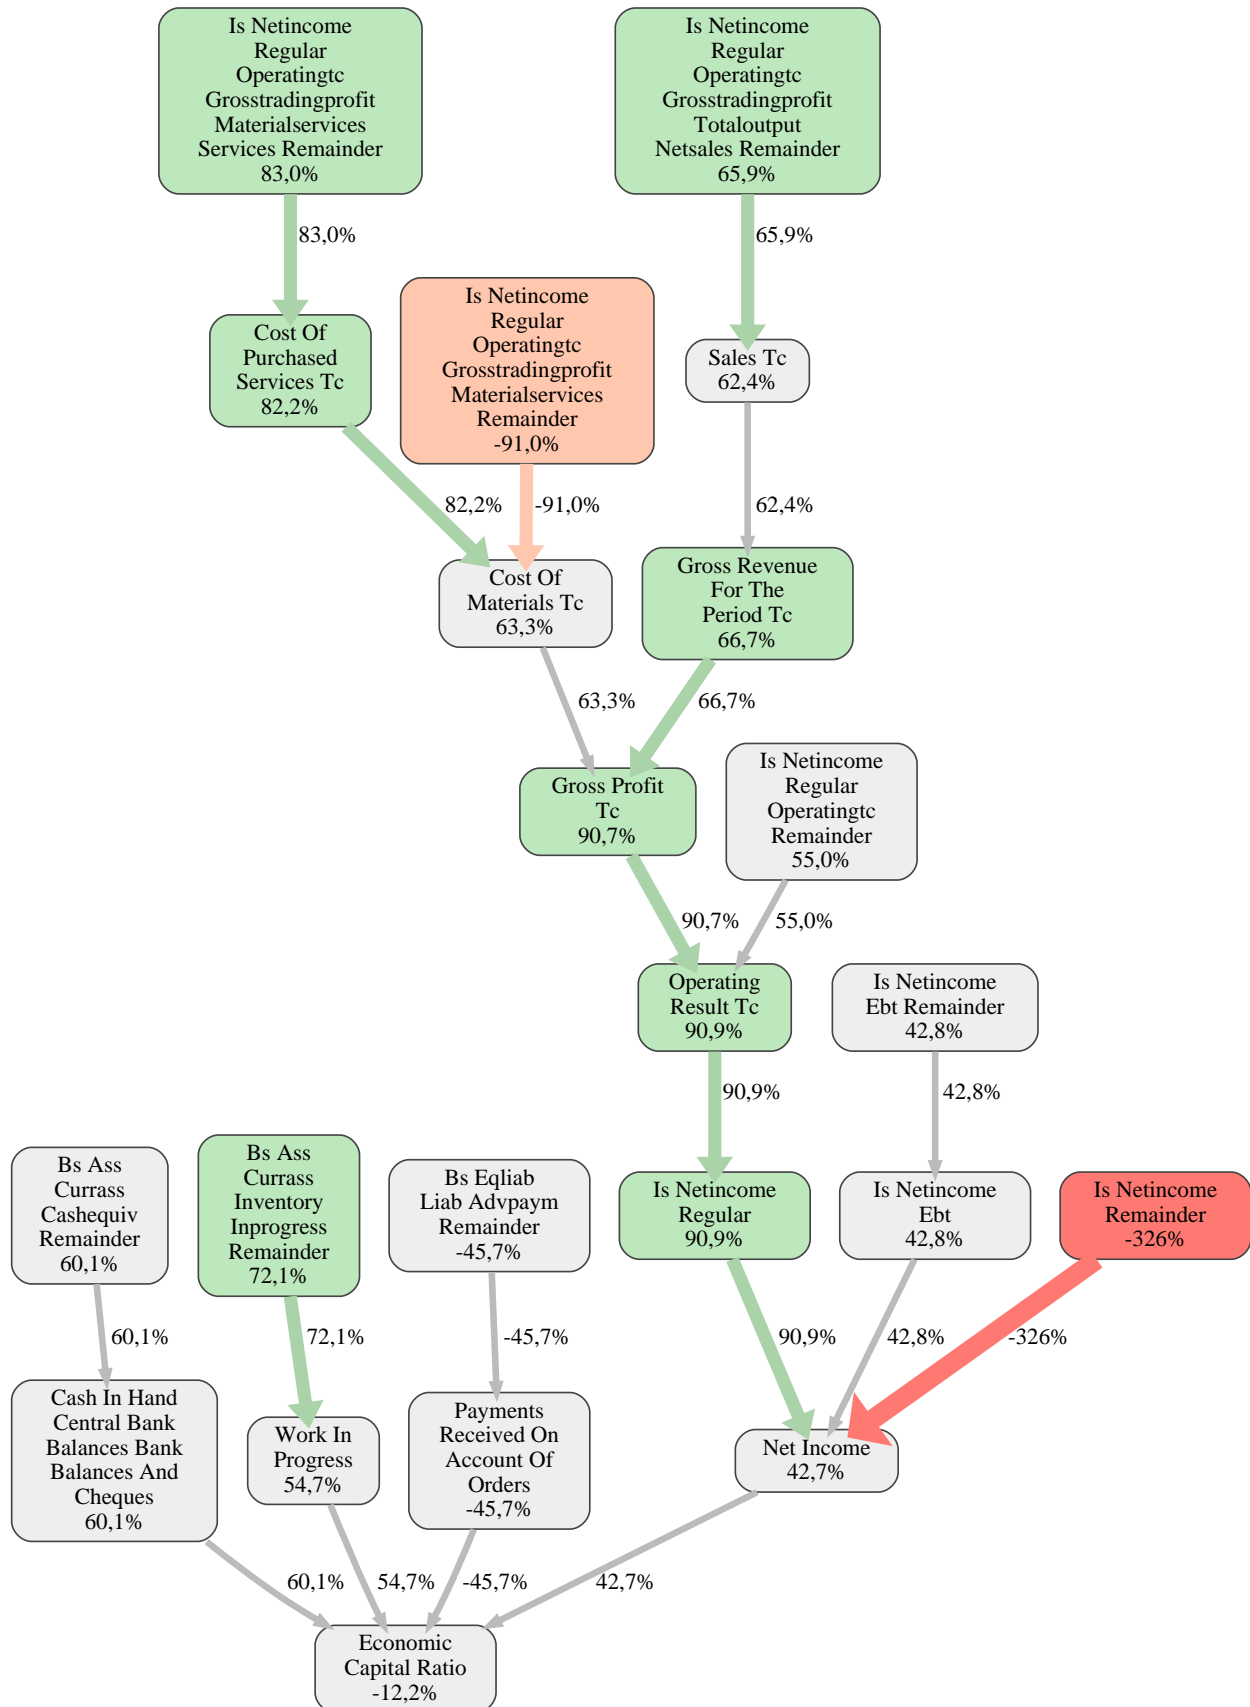 Is Netincome
Regular
Operatingtc
Grosstradingprofit
Materialservices
Services Remainder
83,0%
Is Netincome
Regular
Operatingtc
Grosstradingprofit
Totaloutput
Netsales Remainder
65,9%
83,0%
65,9%
Is Netincome
Regular
Operatingtc
Grosstradingprofit
Materialservices
Remainder
-91,0%
Cost Of
Purchased
Services Tc
82,2%
Sales Tc
62,4%
82,2%
-91,0%
62,4%
Cost Of
Materials Tc
63,3%
Gross Revenue
For The
Period Tc
66,7%
63,3%
66,7%
Gross Profit
Tc
90,7%
Is Netincome
Regular
Operatingtc
Remainder
55,0%
90,7%
55,0%
Operating
Result Tc
90,9%
Is Netincome
Ebt Remainder
42,8%
90,9%
42,8%
Bs Ass
Currass
Cashequiv
Remainder
60,1%
Bs Ass
Currass
Inventory
Inprogress
Remainder
72,1%
Bs Eqliab
Liab Advpaym
Remainder
-45,7%
Is Netincome
Regular
90,9%
Is Netincome
Ebt
42,8%
Is Netincome
Remainder
-326%
60,1%
72,1%
-45,7%
90,9%
42,8%
-326%
Cash In Hand
Central Bank
Balances Bank
Balances And
Cheques
60,1%
Work In
Progress
54,7%
Payments
Received On
Account Of
Orders
-45,7%
Net Income
42,7%
60,1%
54,7%
-45,7%
42,7%
Economic
Capital Ratio
-12,2%